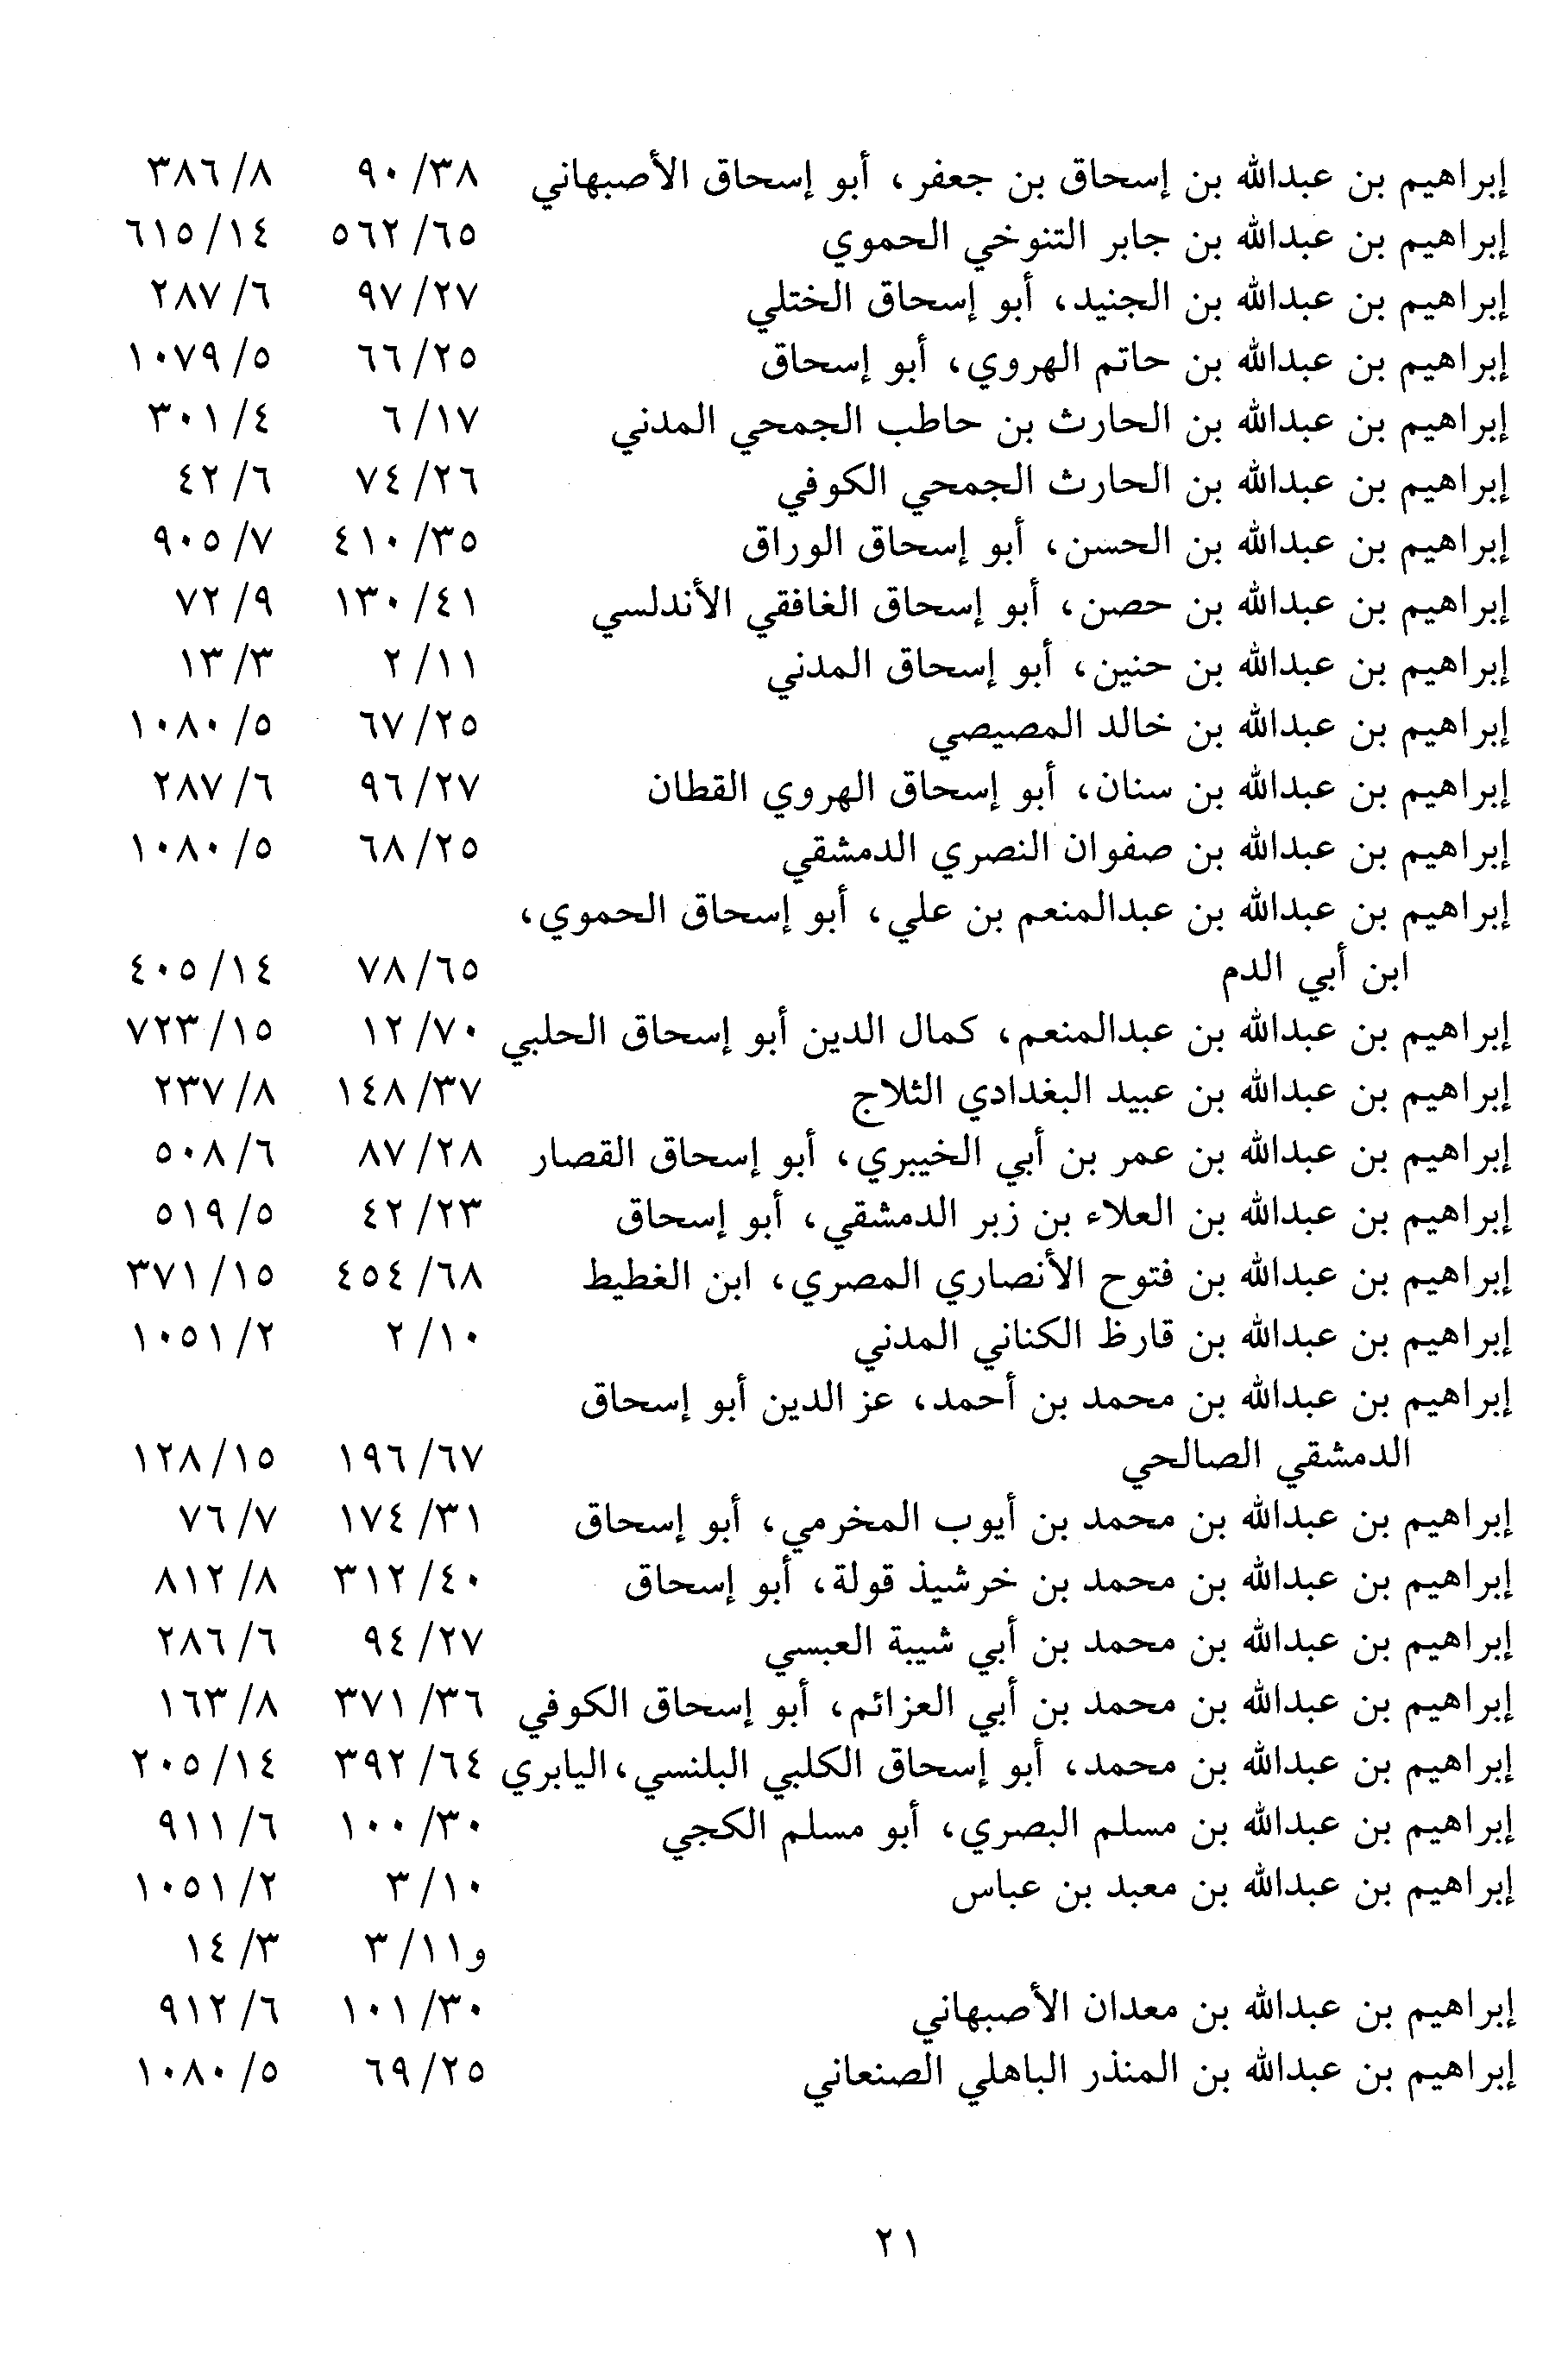 إبراهيم بن عبدالله بن إسحاق بن جعفر، أبو إسحاق الأصبهاني ٣٨/ ٩٠ ٨/ ٣٨٦
إبراهيم بن عبدالله بن جابر التنوخي الحموي ٦٥/ ٥٦٢ ١٤/ ٦١٥
إبراهيم بن عبدالله بن الجنيد، أبو إسحاق الختلي ٢٧/ ٩٧ ٦/ ٢٨٧
إبراهيم بن عبدالله بن حاتم الهروي، أبو إسحاق ٢٥/ ٦٦ ٥/ ١٠٧٩
إبراهيم بن عبدالله بن الحارث بن حاطب الجمحي المدني ١٧/ ٦ ٤/ ٣٠١
إبراهيم بن عبدالله بن الحارث الجمحي الكوفي ٢٦/ ٧٤ ٦/ ٤٢
إبراهيم بن عبدالله بن الحسن، أبو إسحاق الوراق ٣٥/ ٤١٠ ٧/ ٩٠٥
إبراهيم بن عبدالله بن حصن، أبو إسحاق الغافقي الأندلسي ٤١/ ١٣٠ ٩/ ٧٢
إبراهيم بن عبدالله بن حنين، أبو إسحاق المدني ١١/ ٢ ٣/ ١٣
إبراهيم بن عبدالله بن خالد المصيصي ٢٥/ ٦٧ ٥/ ١٠٨٠
إبراهيم بن عبدالله بن سنان، أبو إسحاق الهروي القطان ٢٧/ ٩٦ ٦/ ٢٨٧
إبراهيم بن عبدالله بن صفوان النصري الدمشقي ٢٥/ ٦٨ ٥/ ١٠٨٠
إبراهيم بن عبدالله بن عبدالمنعم بن علي، أبو إسحاق الحموي،
ابن أبي الدم ٦٥/ ٧٨ ١٤/ ٤٠٥
إبراهيم بن عبدالله بن عبدالمنعم، كمال الدين أبو إسحاق الحلبي ٧٠/ ١٢ ١٥/ ٧٢٣
إبراهيم بن عبدالله بن عبيد البغدادي الثلاج ٣٧/ ١٤٨ ٨/ ٢٣٧
إبراهيم بن عبدالله بن عمر بن أبي الخيبري، أبو إسحاق القصار ٢٨/ ٨٧ ٦/ ٥٠٨
إبراهيم بن عبدالله بن العلاء بن زبر الدمشقي، أبو إسحاق ٢٣/ ٤٢ ٥/ ٥١٩
إبراهيم بن عبدالله بن فتوح الأنصاري المصري، ابن الغطيط ٦٨/ ٤٥٤ ١٥/ ٣٧١
إبراهيم بن عبدالله بن قارظ الكناني المدني ١٠/ ٢ ٢/ ١٠٥١
إبراهيم بن عبدالله بن محمد بن أحمد، عز الدين أبو إسحاق
الدمشقي الصالحي ٦٧/ ١٩٦ ١٥/ ١٢٨
إبراهيم بن عبدالله بن محمد بن أيوب المخرمي، أبو إسحاق ٣١/ ١٧٤ ٧/ ٧٦
إبراهيم بن عبدالله بن محمد بن خرشيذ قولة، أبو إسحاق ٤٠/ ٣١٢ ٨/ ٨١٢
إبراهيم بن عبدالله بن محمد بن أبي شيبة العبسي ٢٧/ ٩٤ ٦/ ٢٨٦
إبراهيم بن عبدالله بن محمد بن أبي العزائم، أبو إسحاق الكوفي ٣٦/ ٣٧١ ٨/ ١٦٣
إبراهيم بن عبدالله بن محمد، أبو إسحاق الكلبي البلنسي، اليابري ٦٤/ ٣٩٢ ١٤/ ٢٠٥
إبراهيم بن عبدالله بن مسلم البصري، أبو مسلم الكجي ٣٠/ ١٠٠ ٦/ ٩١١
إبراهيم بن عبدالله بن معبد بن عباس ١٠/ ٣ ٢/ ١٠٥١
و١١/ ٣ ٣/ ١٤
إبراهيم بن عبدالله بن معدان الأصبهاني ٣٠/ ١٠١ ٦/ ٩١٢
إبراهيم بن عبدالله بن المنذر الباهلي الصنعاني ٢٥/ ٦٩ ٥/ ١٠٨٠
٢١